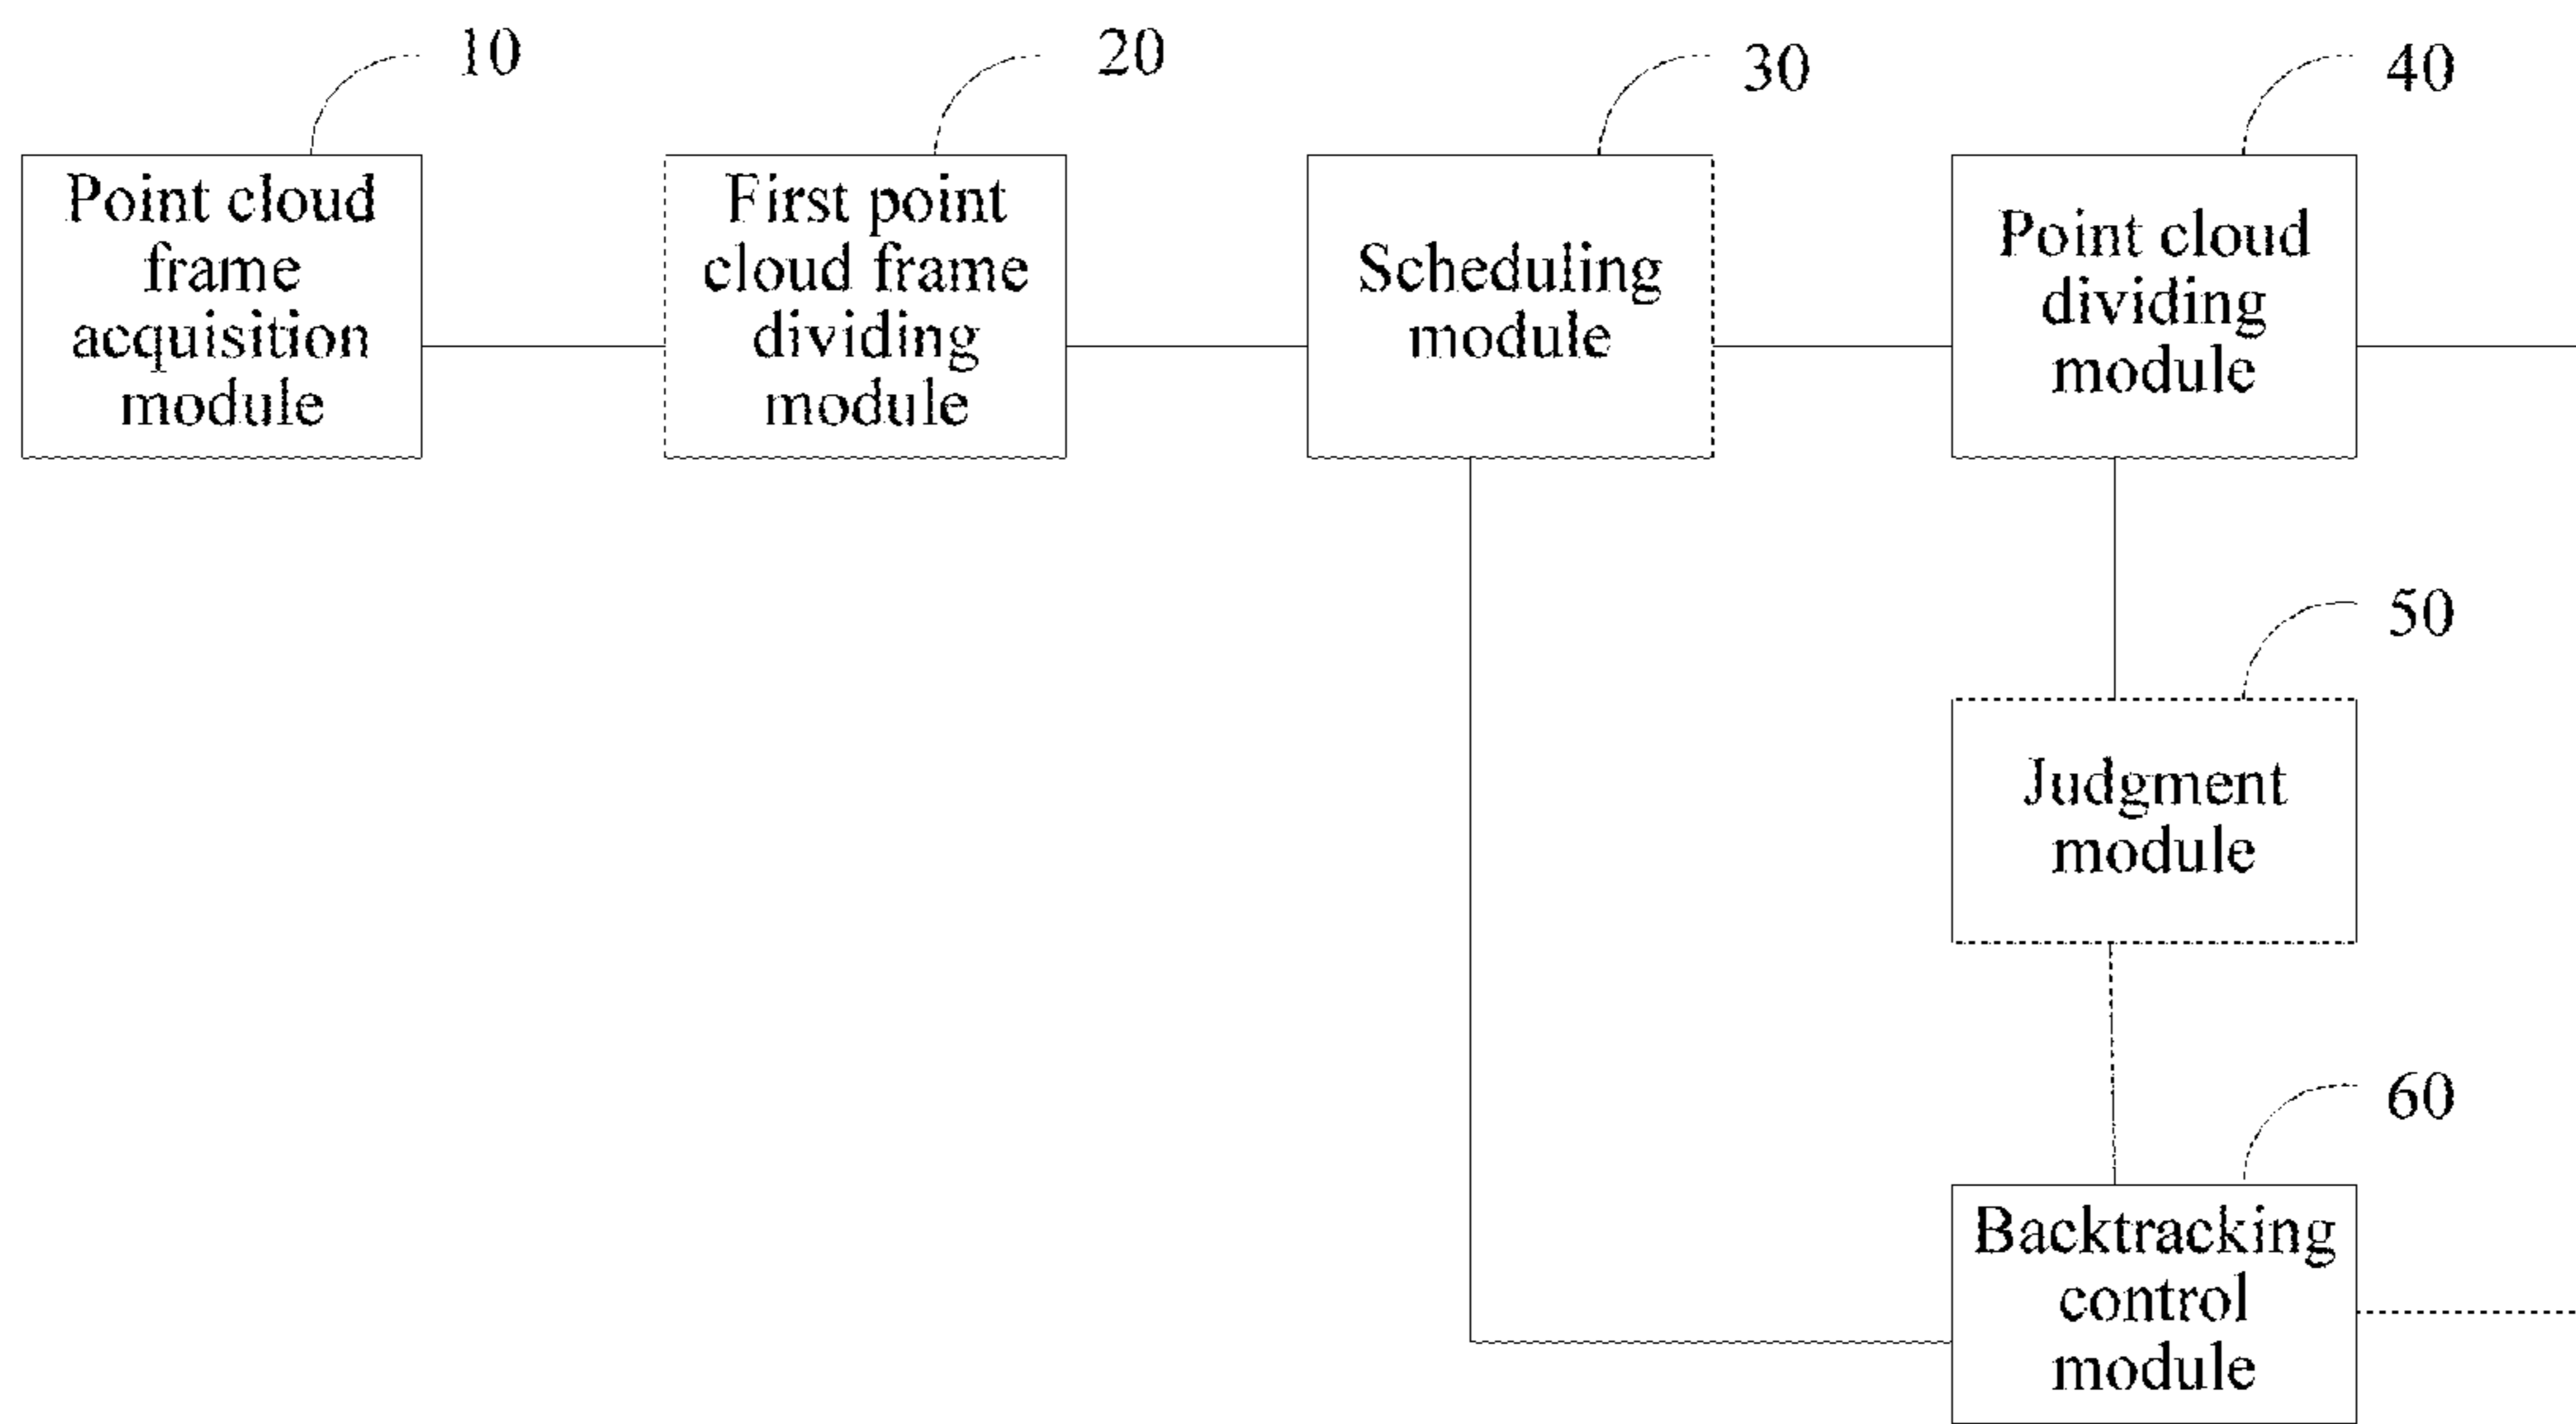 10
20
30
40
Point cloud
frame
acquisition
module
First point
cloud frame
dividing
module
Scheduling
module
Point cloud
dividing
module
50
Judgment
module
60
Backtracking
control
module